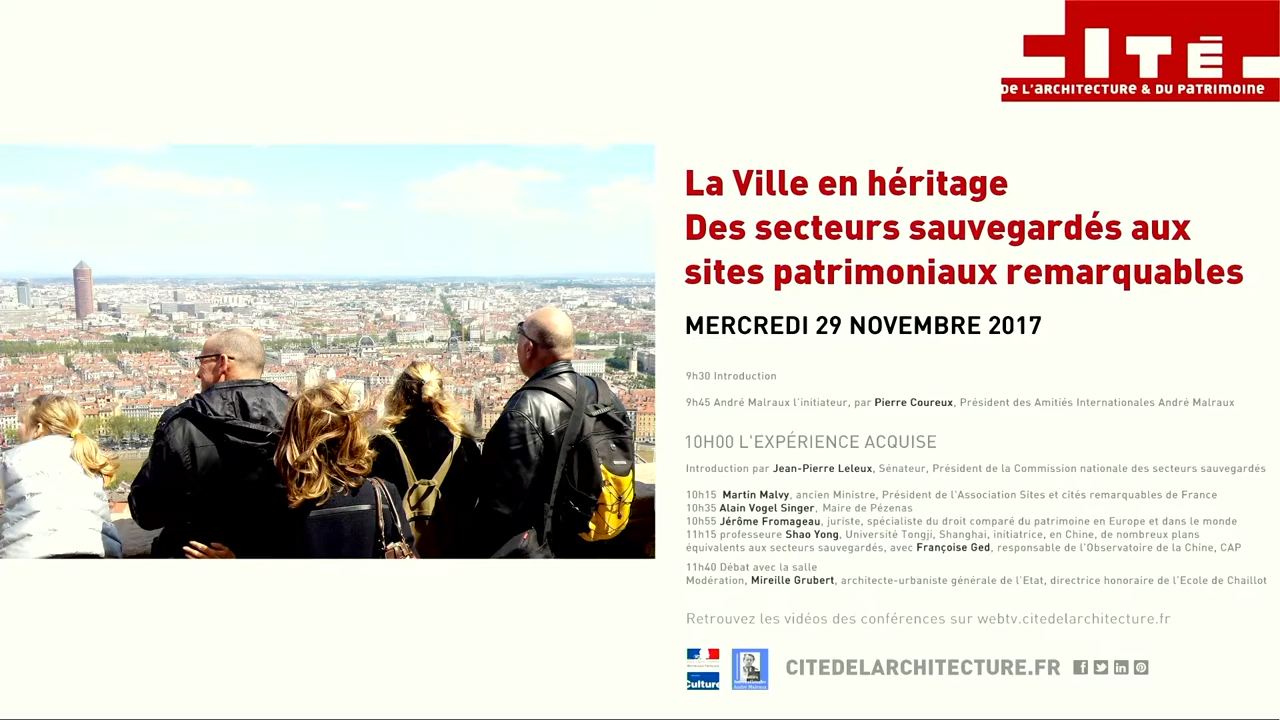 CITÉ
DE L'ARCHITECTURE & DU PATRIMOINE
La Ville en héritage
Des secteurs sauvegardés aux
sites patrimoniaux remarquables
MERCREDI 29 NOVEMBRE 2017
9h30 Introduction
9h45 André Malraux l'initiateur, par Pierre Coureux, Président des Amitiés Internationales André Malraux
10H00 L'EXPÉRIENCE ACQUISE
Introduction par Jean-Pierre Leleux, Sénateur, Président de la Commission nationale des secteurs sauvegardés
10h15 Martin Malvy, ancien Ministre, Président de l'Association Sites et cités remarquables de France
10h35 Alain Vogel Singer, Maire de Pézenas
10h55 Jérôme Fromageau, juriste, spécialiste du droit comparé du patrimoine en Europe et dans le monde
11h15 professeure Shao Yong, Université Tongji, Shanghai, initiatrice, en Chine, de nombreux plans
équivalents aux secteurs sauvegardés, avec Françoise Ged, responsable de l'Observatoire de la Chine, CAP
11h40 Débat avec la salle
Modération, Mireille Grubert, architecte-urbaniste générale de l'Etat, directrice honoraire de l'Ecole de Chaillot
Retrouvez les vidéos des conférences sur webtv.citedelarchitecture.fr
Culture
André Malraux
CITEDELARCHITECTURE.FR